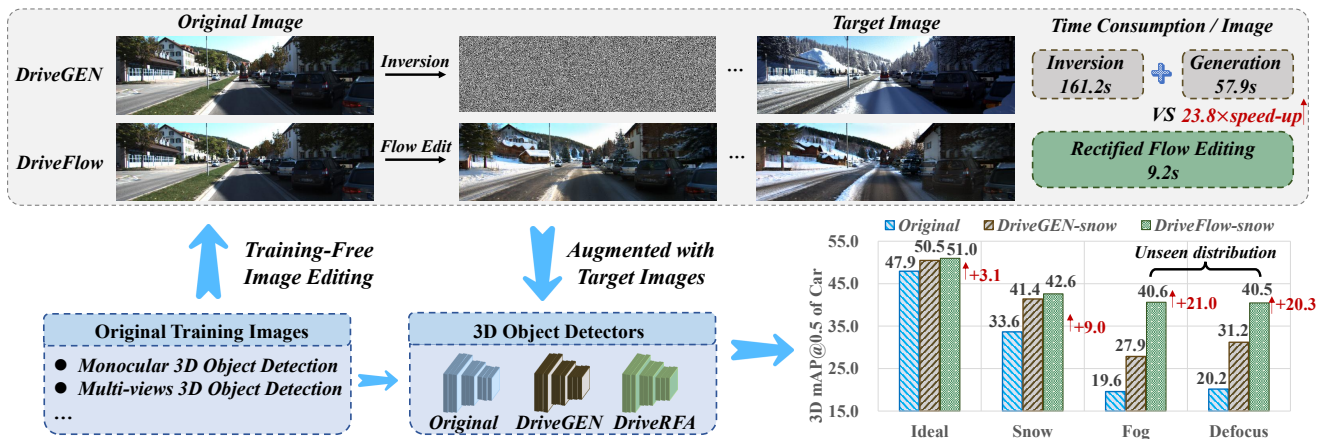 Original Image
Target Image
Time Consumption / Image
DriveGEN
Inversion
...
Inversion
161.2s
Generation
57.9s
VS 23.8×speed-up↑
DriveFlow
Flow Edit
...
Rectified Flow Editing
9.2s
Training-Free
Image Editing
Augmented with
Target Images
Original Training Images
● Monocular 3D Object Detection
● Multi-views 3D Object Detection
...
3D Object Detectors
Original DriveGEN DriveRFA
Original DriveGEN-snow DriveFlow-snow
3D mAP@0.5 of Car
55.0
45.0
35.0
25.0
15.0
Unseen distribution
47.9 50.5 51.0
↑+3.1
33.6 41.4 42.6
↑+9.0
19.6 27.9 40.6
↑+21.0
20.2 31.2 40.5
↑+20.3
Ideal Snow Fog Defocus